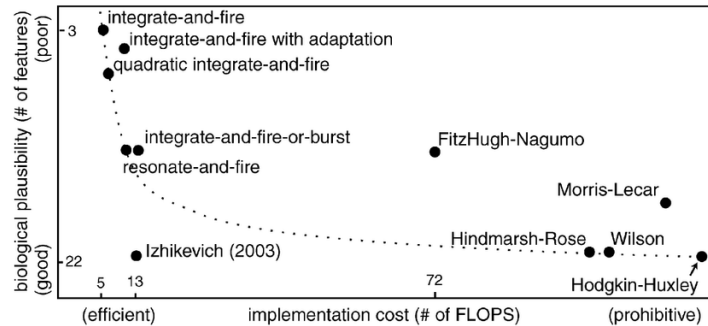 integrate-and-fire
3
integrate-and-fire with adaptation
quadratic integrate-and-fire
integrate-and-fire-or-burst
FitzHugh-Nagumo
resonate-and-fire
Morris-Lecar
Hindmarsh-Rose
Wilson
Izhikevich (2003)
22
Hodgkin-Huxley
5
13
72
(efficient)
implementation cost (# of FLOPS)
(prohibitive)
biological plausibility (# of features)
(good)
(poor)